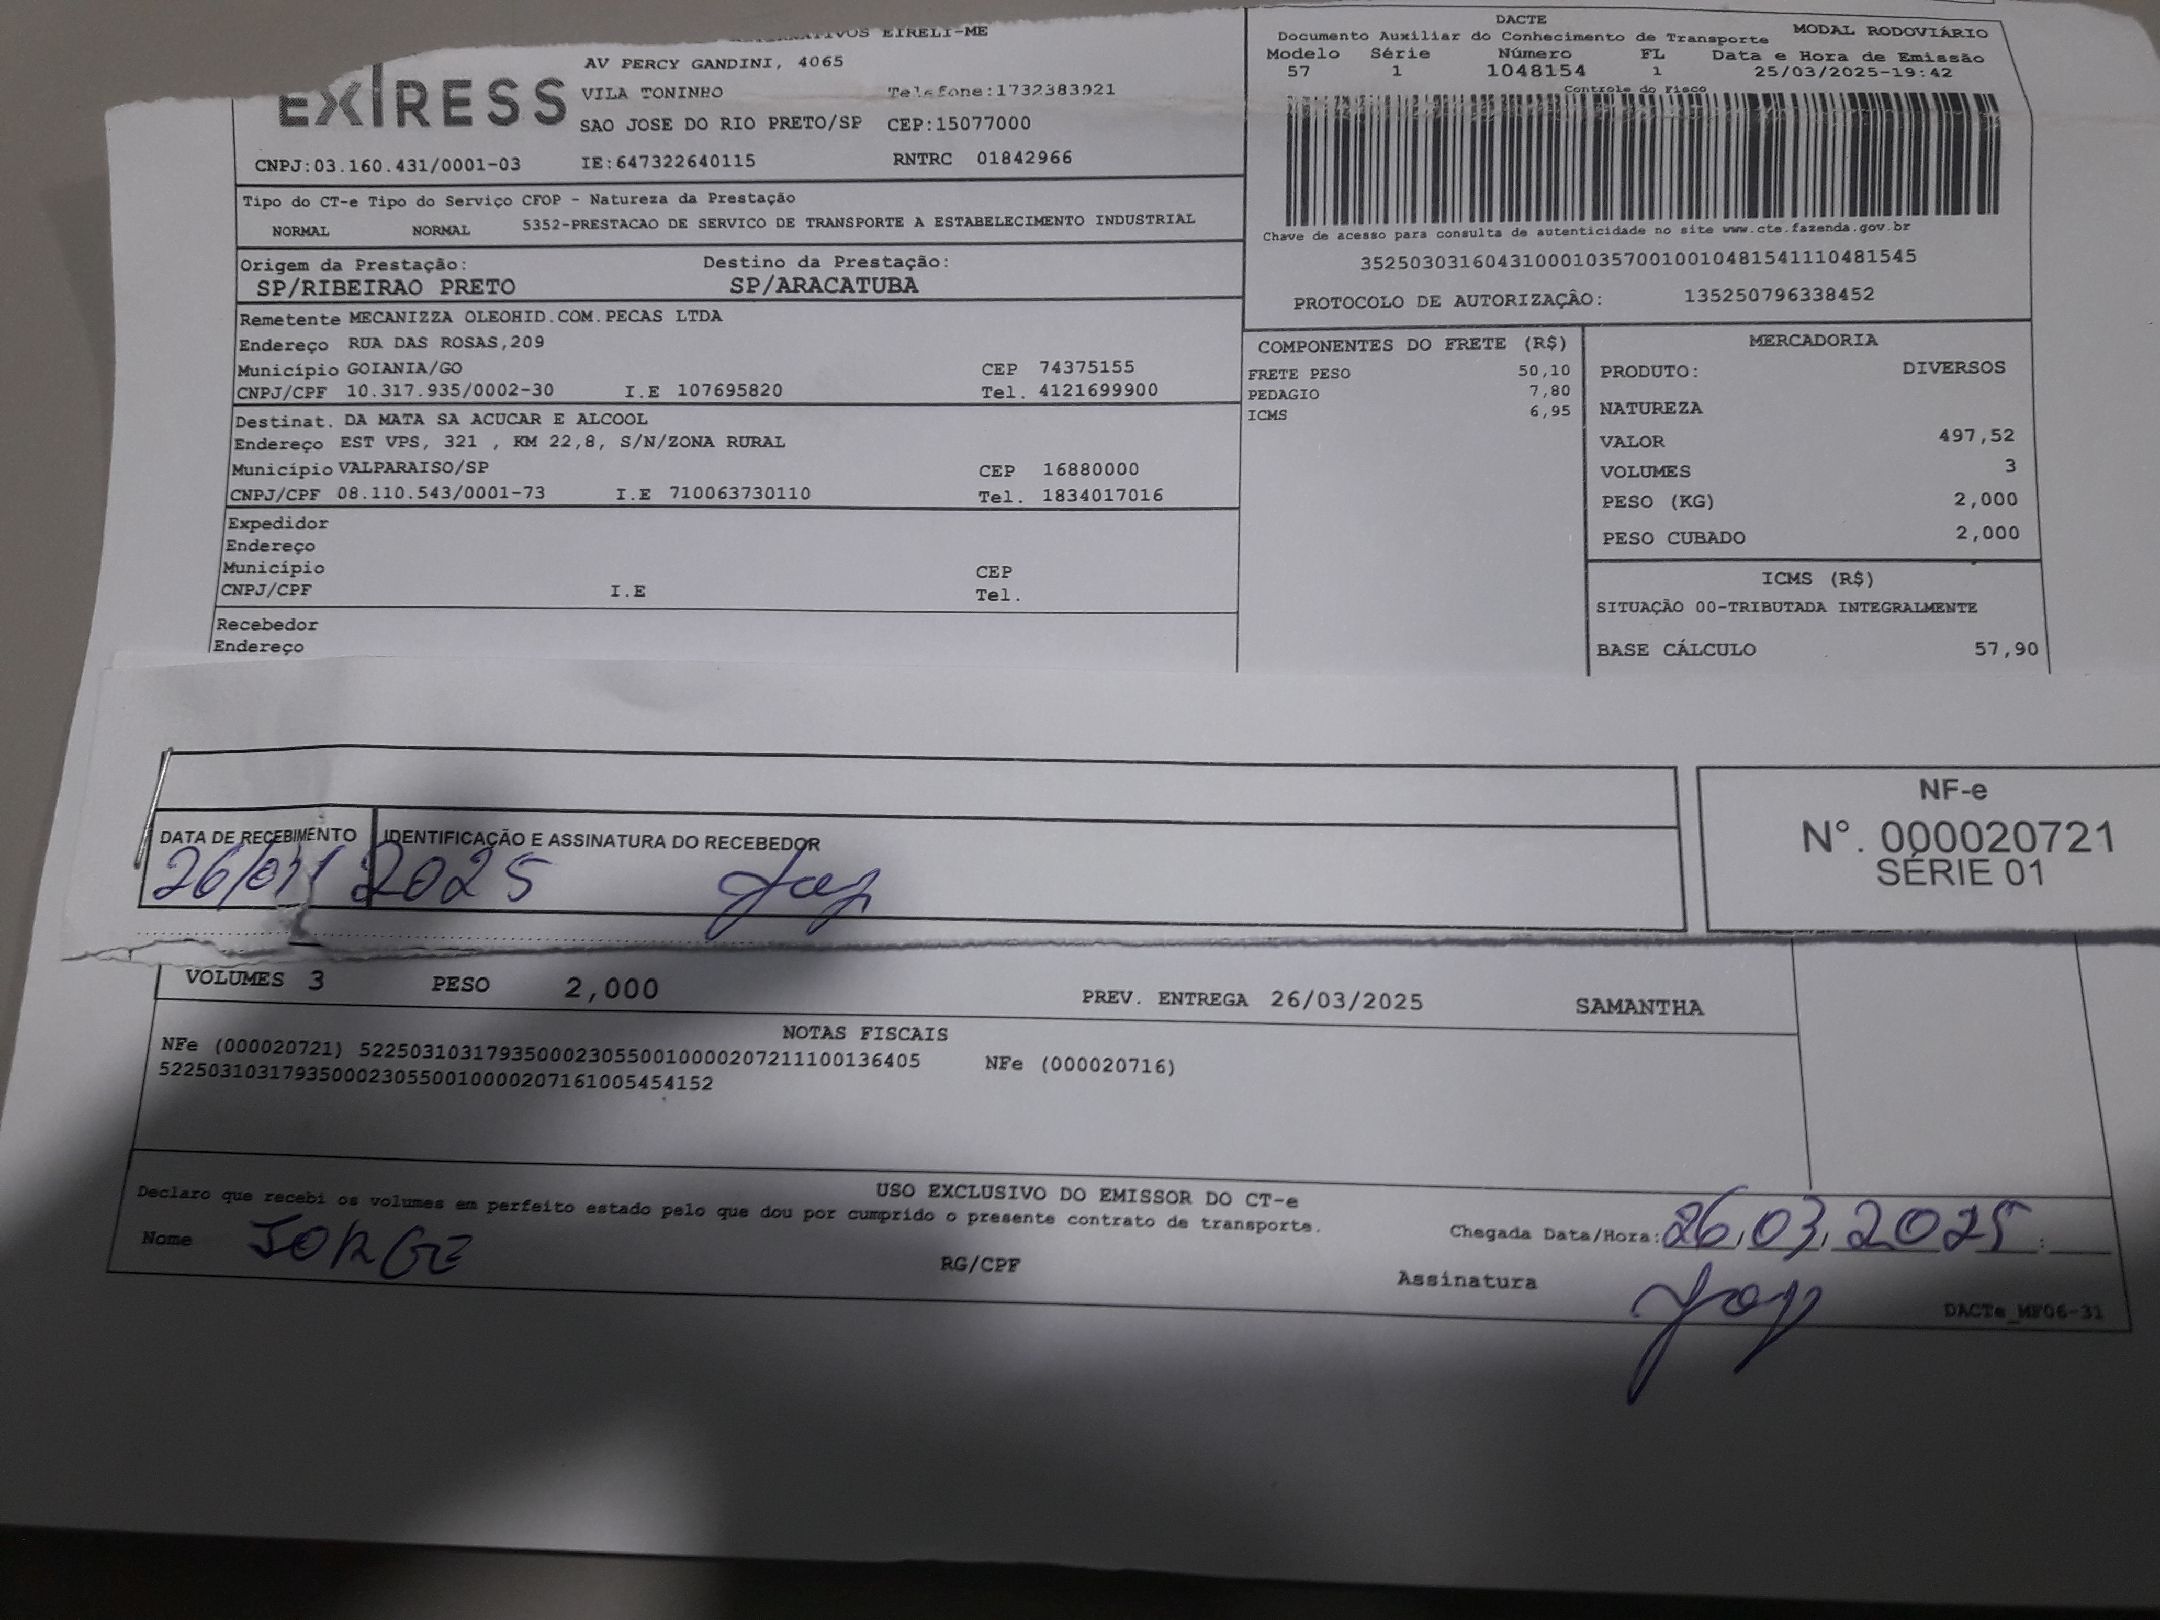 EIRELI-ME
AV PERCY GANDINI, 4065
EXPRESS
VILA TONINHO Telefone:1732383921
SAO JOSE DO RIO PRETO/SP CEP:15077000
CNPJ:03.160.431/0001-03 IE:647322640115 RNTRC 01842966
DACTE
Documento Auxiliar do Conhecimento de Transporte MODAL RODOVIÁRIO
Modelo Série Número FL Data e Hora de Emissão
57 1 1048154 1 25/03/2025-19:42
Controle do Fisco
Chave de acesso para consulta de autenticidade no site www.cte.fazenda.gov.br
35250303160431000103570010010481541110481545
PROTOCOLO DE AUTORIZAÇÃO: 135250796338452
Tipo do CT-e Tipo do Serviço CFOP - Natureza da Prestação
NORMAL NORMAL 5352-PRESTACAO DE SERVICO DE TRANSPORTE A ESTABELECIMENTO INDUSTRIAL
Origem da Prestação: Destino da Prestação:
SP/RIBEIRAO PRETO SP/ARACATUBA
Remetente MECANIZZA OLEOHID.COM.PECAS LTDA
Endereço RUA DAS ROSAS,209
Município GOIANIA/GO CEP 74375155
CNPJ/CPF 10.317.935/0002-30 I.E 107695820 Tel. 4121699900
Destinat. DA MATA SA ACUCAR E ALCOOL
Endereço EST VPS, 321 , KM 22,8, S/N/ZONA RURAL
Município VALPARAISO/SP CEP 16880000
CNPJ/CPF 08.110.543/0001-73 I.E 710063730110 Tel. 1834017016
Expedidor
Endereço
Município CEP
CNPJ/CPF I.E Tel.
Recebedor
Endereço
COMPONENTES DO FRETE (R$)
FRETE PESO 50,10
PEDAGIO 7,80
ICMS 6,95
MERCADORIA
PRODUTO: DIVERSOS
NATUREZA
VALOR 497,52
VOLUMES 3
PESO (KG) 2,000
PESO CUBADO 2,000
ICMS (R$)
SITUAÇÃO 00-TRIBUTADA INTEGRALMENTE
BASE CÁLCULO 57,90
DATA DE RECEBIMENTO IDENTIFICAÇÃO E ASSINATURA DO RECEBEDOR
2025
NF-e
N°. 000020721
SÉRIE 01
VOLUMES 3 PESO 2,000 PREV. ENTREGA 26/03/2025 SAMANTHA
NOTAS FISCAIS
NFe (000020721) 52250310317935000230550010000207211100136405 NFe (000020716)
52250310317935000230550010000207161005454152
USO EXCLUSIVO DO EMISSOR DO CT-e
Declaro que recebi os volumes em perfeito estado pelo que dou por cumprido o presente contrato de transporte.
Nome JORGE RG/CPF Chegada Data/Hora: 26,03,2025 :
Assinatura
DACTe_MF06-31